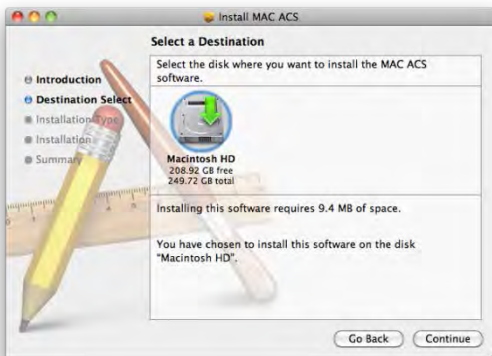 Install MAC ACS
Select a Destination
Introduction
Destination Select
Installation Type
Installation
Summary
Select the disk where you want to install the MAC ACS
software.
Macintosh HD
208.92 GB free
249.72 GB total
Installing this software requires 9.4 MB of space.
You have chosen to install this software on the disk
"Macintosh HD".
Go Back
Continue